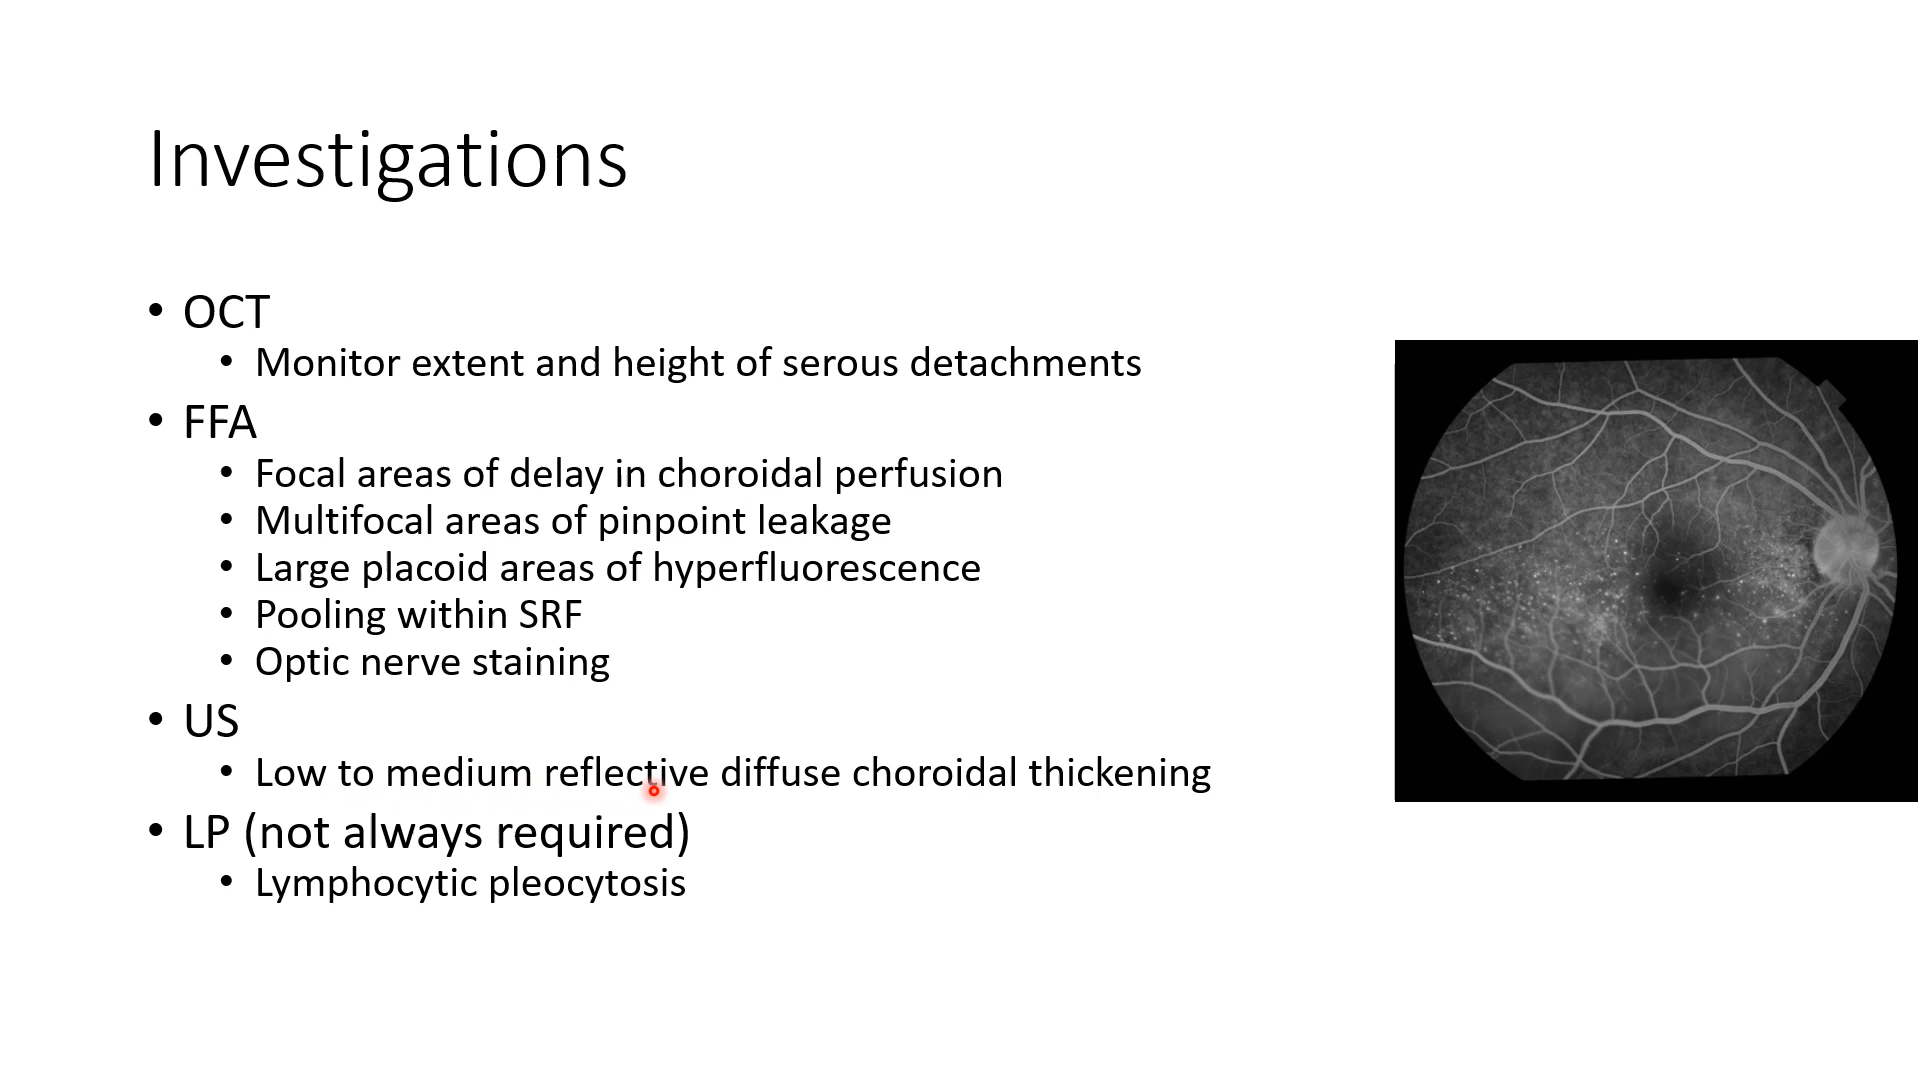 Investigations
• OCT
• Monitor extent and height of serous detachments
• FFA
• Focal areas of delay in choroidal perfusion
• Multifocal areas of pinpoint leakage
• Large placoid areas of hyperfluorescence
• Pooling within SRF
• Optic nerve staining
• US
• Low to medium reflective diffuse choroidal thickening
• LP (not always required)
• Lymphocytic pleocytosis